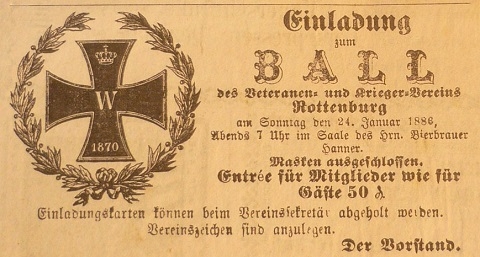 W
1870
Einladung
zum
BALL
des Veteranen- und Krieger-Vereins
Rottenburg
am Sonntag den 24. Januar 1886,
Abends 7 Uhr im Saale des Hrn. Bierbrauer
Hanner.
Masken ausgeschlossen.
Entrée für Mitglieder wie für
Gäste 50 ₰.
Einladungskarten können beim Vereinssekretär abgeholt werden.
Vereinszeichen sind anzulegen.
Der Vorstand.